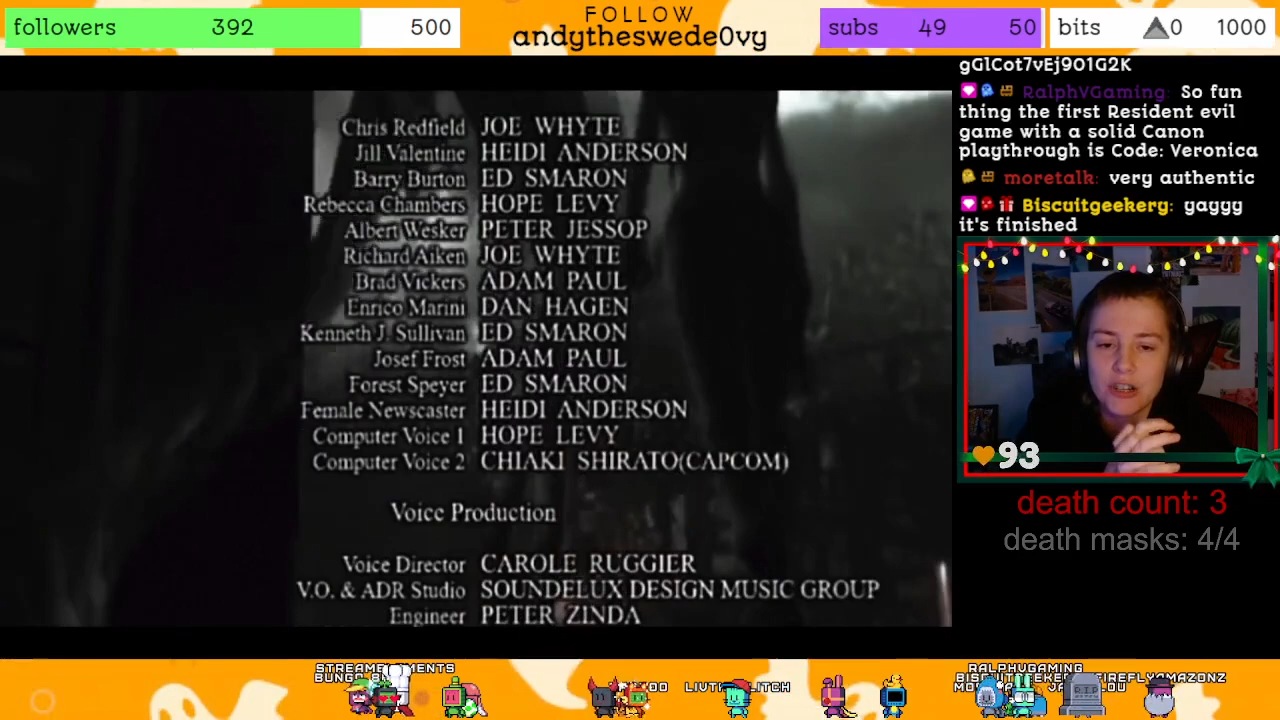 followers 392 500
FOLLOW
andytheswede0vy
subs 49 50
bits 0 1000
gGlCot7vEj901G2K
RalphVGaming: So fun
thing the first Resident evil
game with a solid Canon
playthrough is Code: Veronica
moretalk: very authentic
Biscuitgeekery: yaggy
it's finished
Chris Redfield JOE WHYTE
Jill Valentine HEIDI ANDERSON
Barry Burton ED SMARON
Rebecca Chambers HOPE LEVY
Albert Wesker PETER JESSOP
Richard Aiken JOE WHYTE
Brad Vickers ADAM PAUL
Enrico Marini DAN HAGEN
Kenneth J. Sullivan ED SMARON
Josef Frost ADAM PAUL
Forest Speyer ED SMARON
Female Newscaster HEIDI ANDERSON
Computer Voice 1 HOPE LEVY
Computer Voice 2 CHIAKI SHIRATO(CAPCOM)
Voice Production
Voice Director CAROLE RUGGIER
V.O. & ADR Studio SOUNDELUX DESIGN MUSIC GROUP
Engineer PETER ZINDA
93
death count: 3
death masks: 4/4
STREAMELEMENTS
RALPHVGAMING
R.I.P